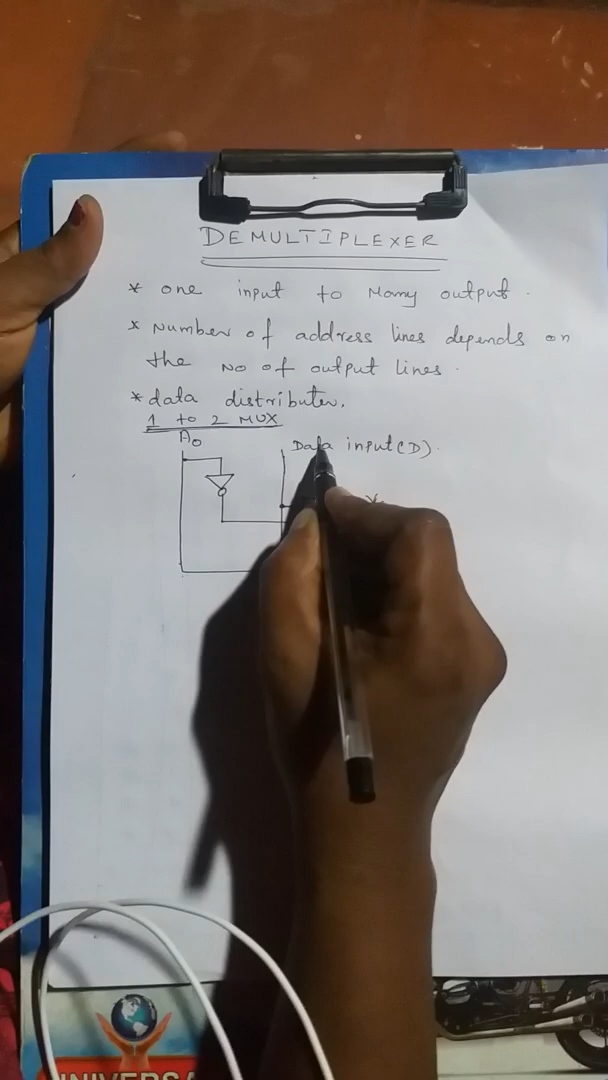 DEMULTIPLEXER
* one input to Many output.
* Number of address lines depends on
the No of output lines.
* data distributer.
1 to 2 MUX
A0
Data input (D).
UNIVERSA